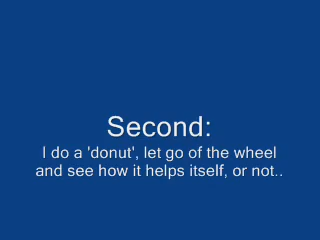 Second:
I do a 'donut', let go of the wheel
and see how it helps itself, or not..